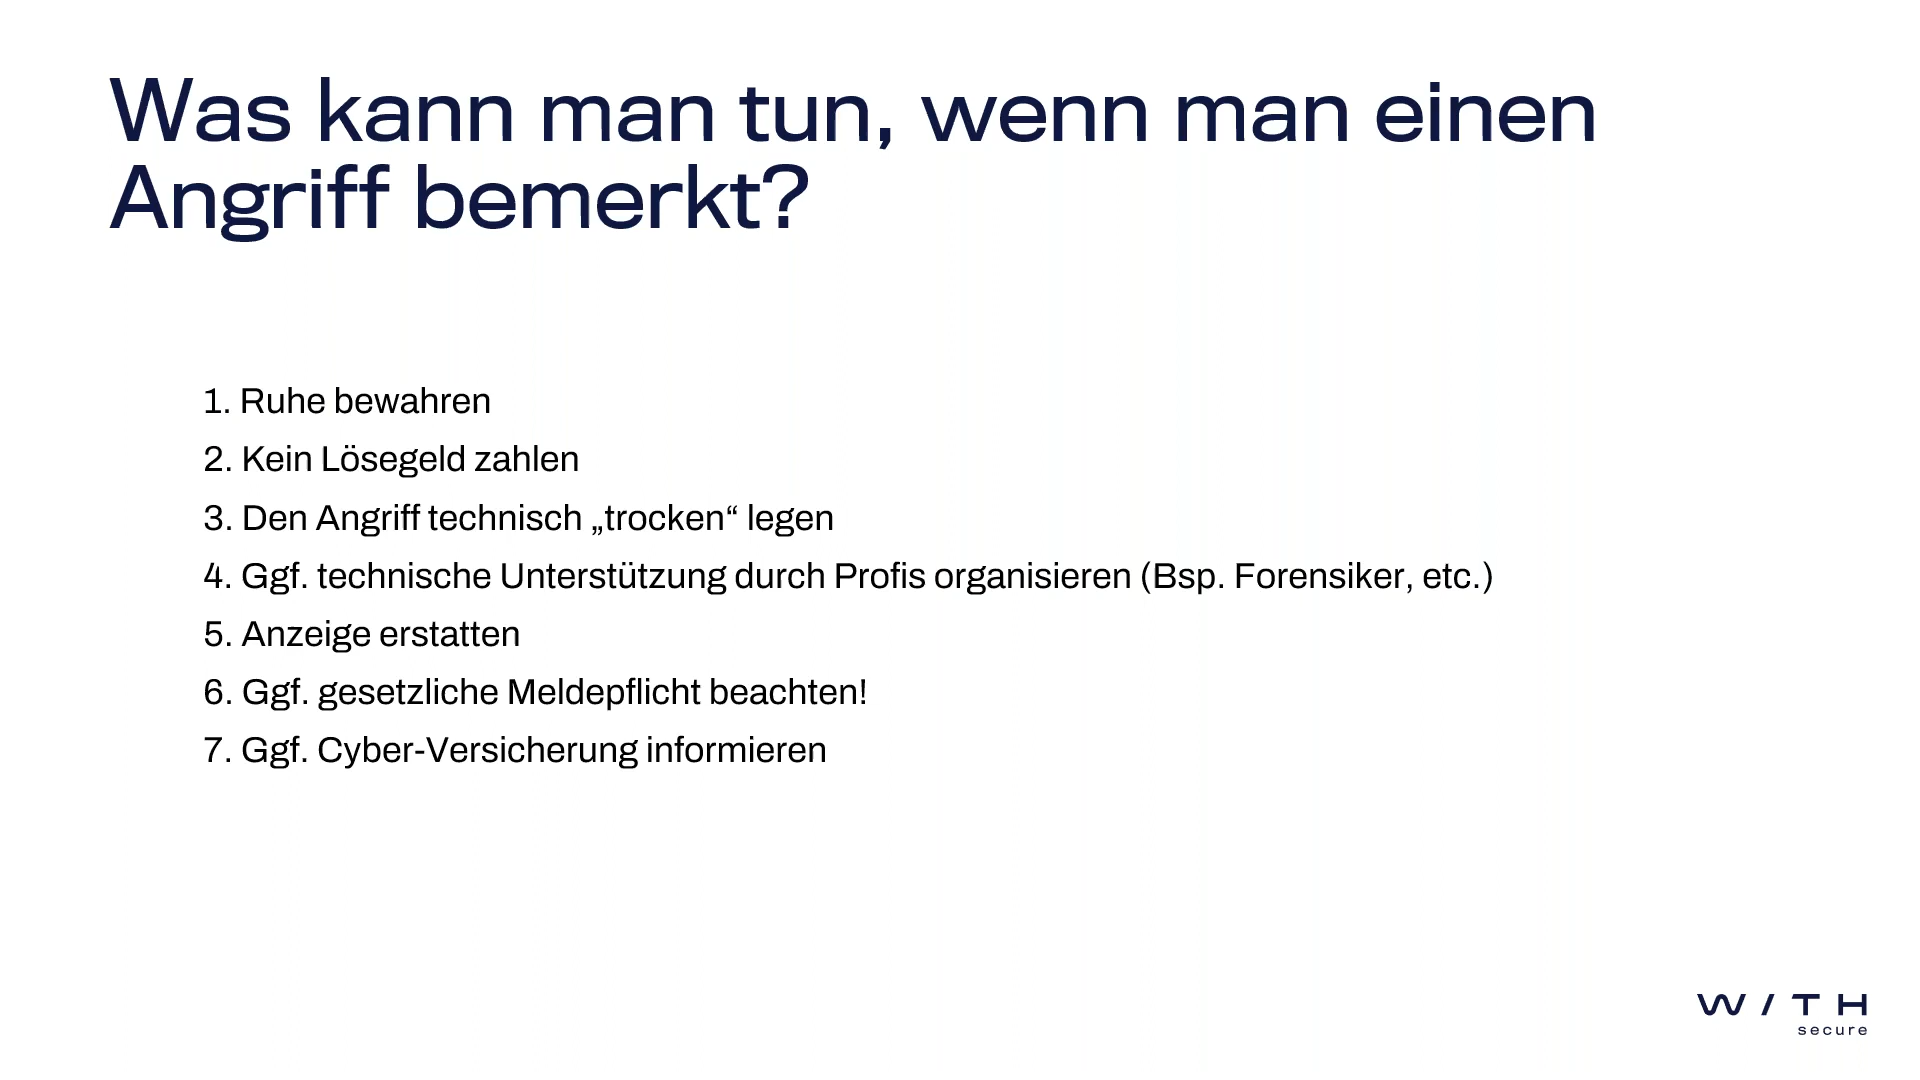 Was kann man tun, wenn man einen
Angriff bemerkt?
1. Ruhe bewahren
2. Kein Lösegeld zahlen
3. Den Angriff technisch „trocken“ legen
4. Ggf. technische Unterstützung durch Profis organisieren (Bsp. Forensiker, etc.)
5. Anzeige erstatten
6. Ggf. gesetzliche Meldepflicht beachten!
7. Ggf. Cyber-Versicherung informieren
W/TH
secure